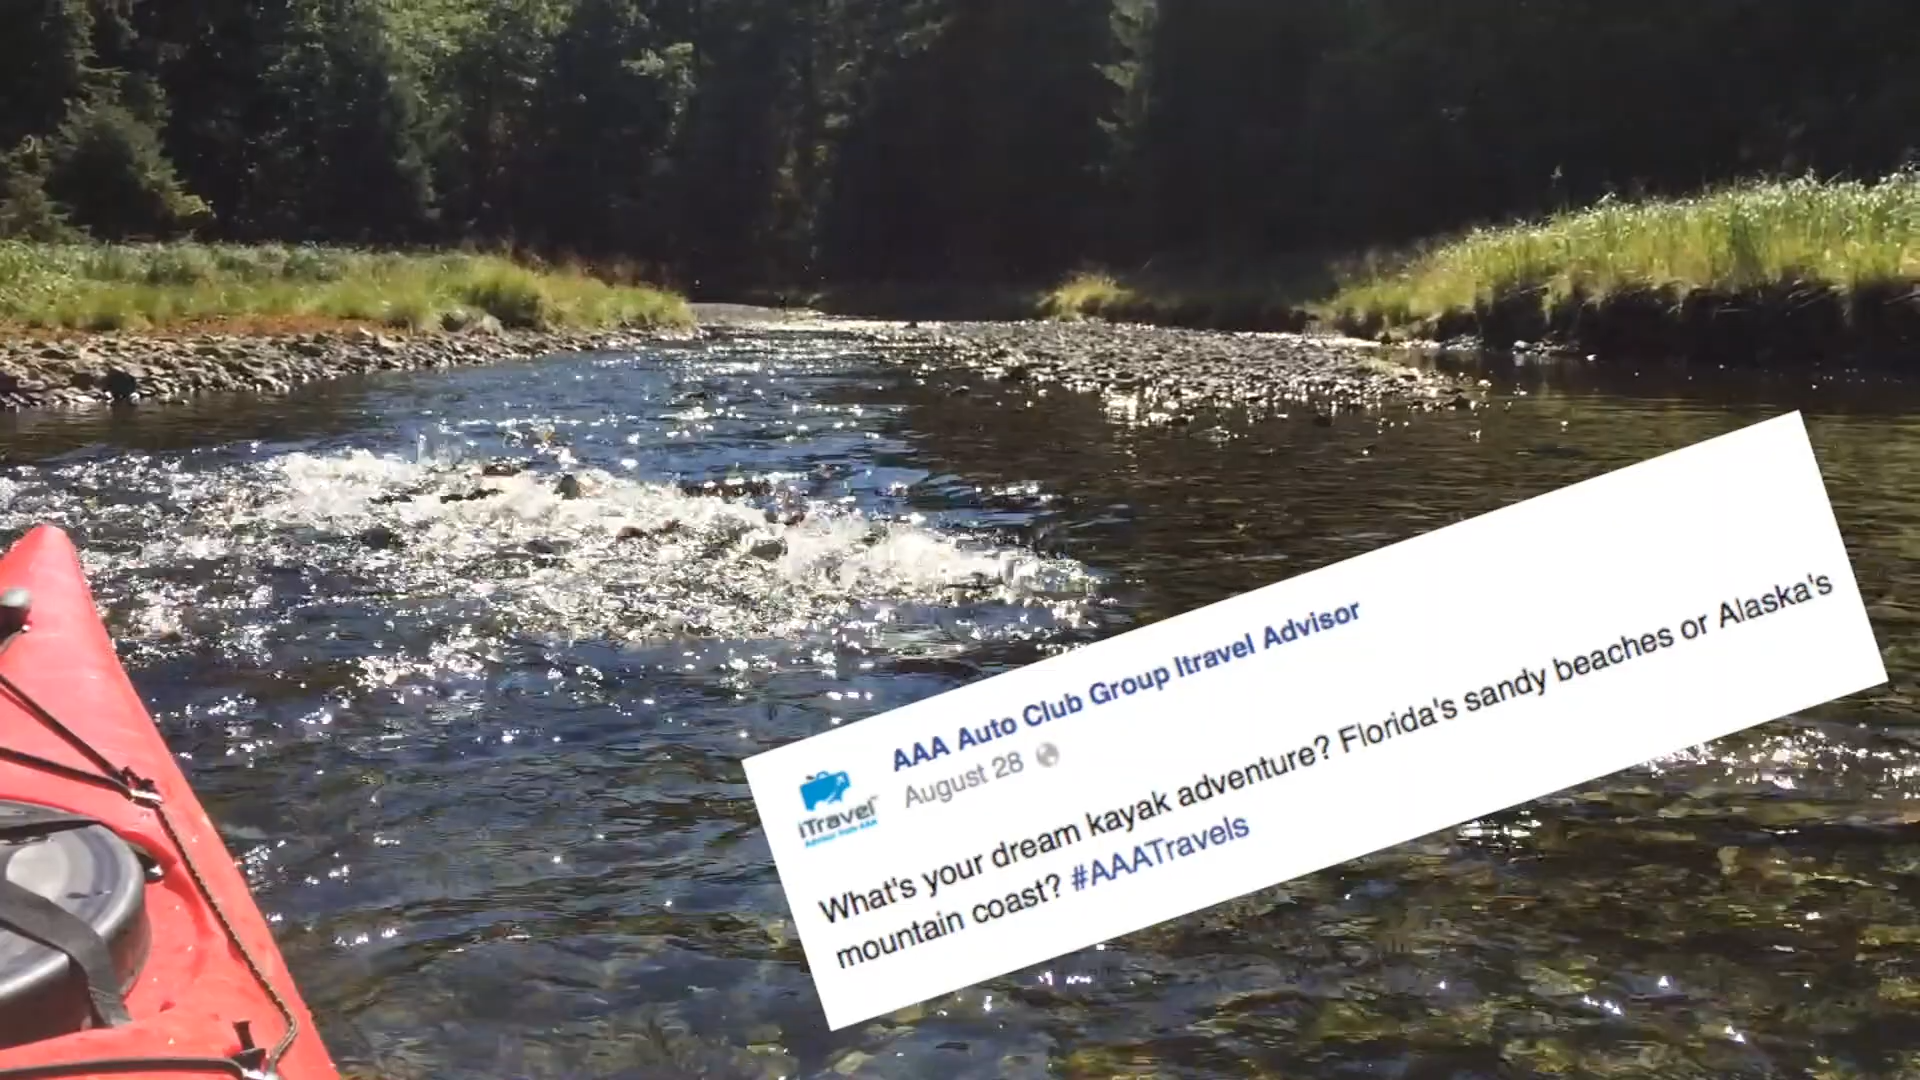 AAA Auto Club Group Itravel Advisor
August 28
iTravel
What's your dream kayak adventure? Florida's sandy beaches or Alaska's
mountain coast? #AAATravels